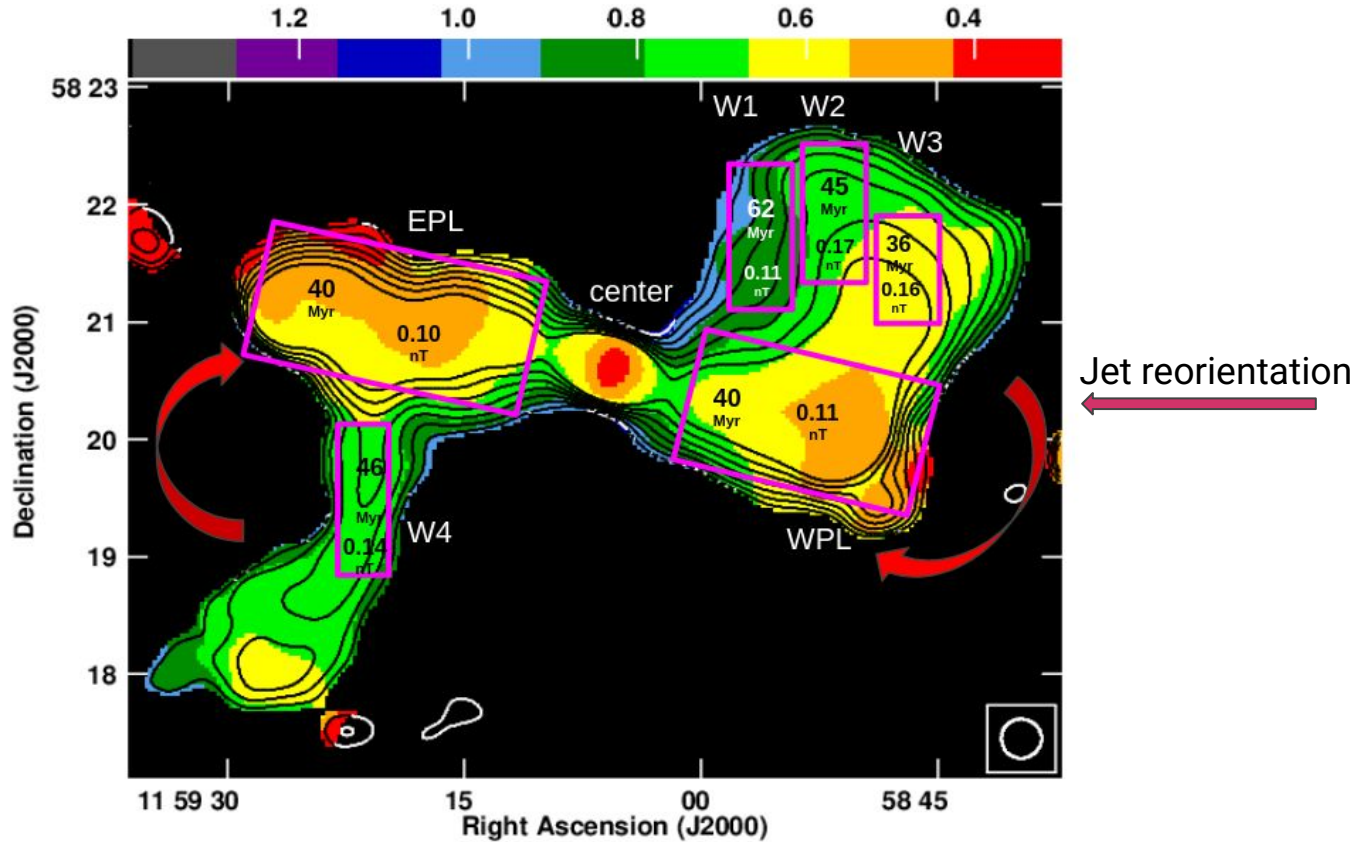 1.2 1.0 0.8 0.6 0.4
58 23
22
21
20
19
18
Declination (J2000)
W1 W2
W3
EPL
center
62
Myr
0.11
nT
45
Myr
0.17
nT
36
Myr
0.16
nT
40
Myr
0.10
nT
40
Myr
0.11
nT
46
Myr
0.14
nT
W4
WPL
Jet reorientation
11 59 30 15 00 58 45
Right Ascension (J2000)